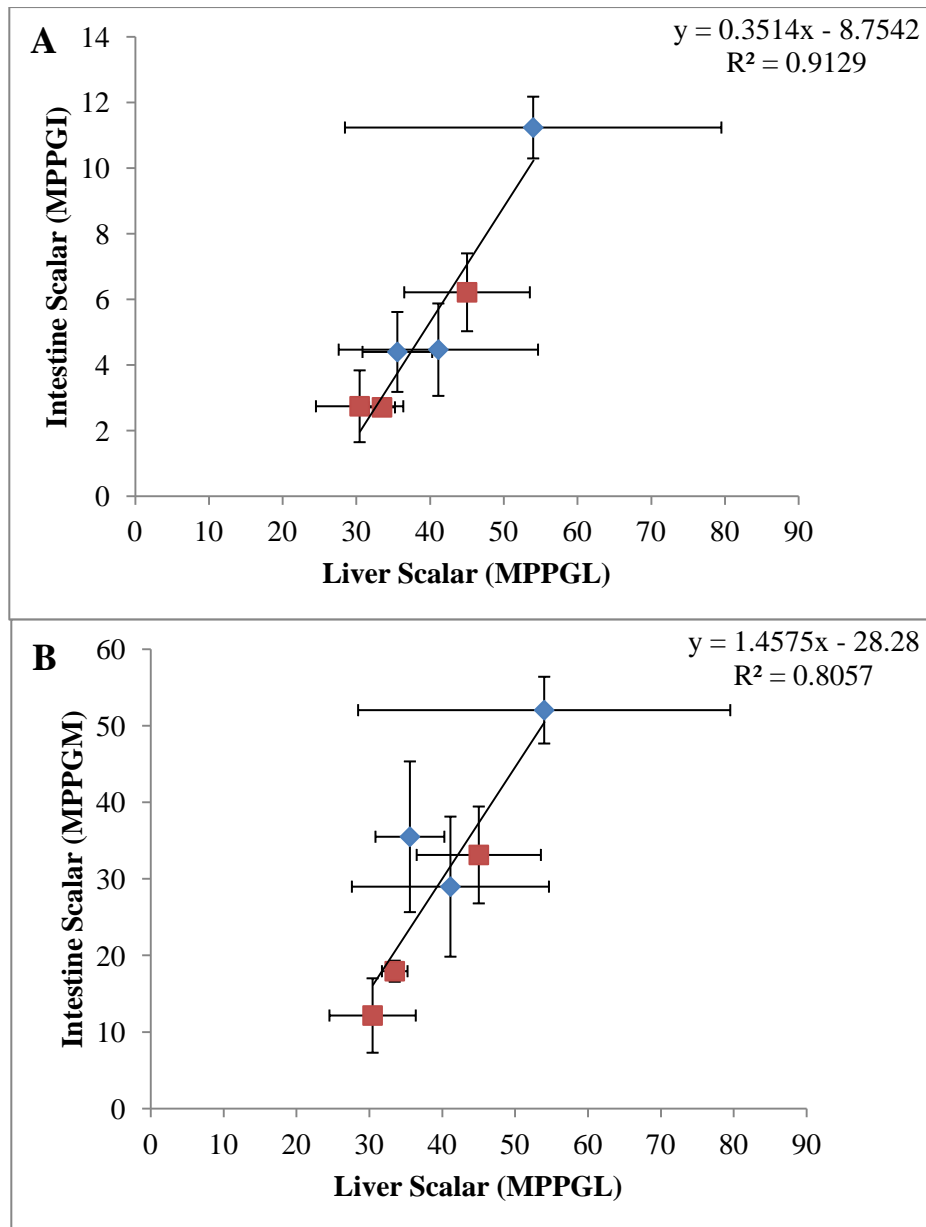 A
y = 0.3514x - 8.7542
R² = 0.9129
14
12
10
8
6
4
2
0
Intestine Scalar (MPPGI)
0 10 20 30 40 50 60 70 80 90
Liver Scalar (MPPGL)
B
y = 1.4575x - 28.28
R² = 0.8057
60
50
40
30
20
10
0
Intestine Scalar (MPPGM)
0 10 20 30 40 50 60 70 80 90
Liver Scalar (MPPGL)